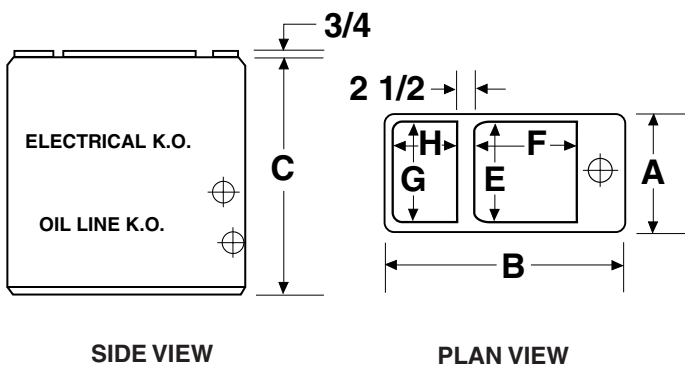 3/4
2 1/2
ELECTRICAL K.O.
C
H
F
G
E
A
OIL LINE K.O.
B
SIDE VIEW
PLAN VIEW